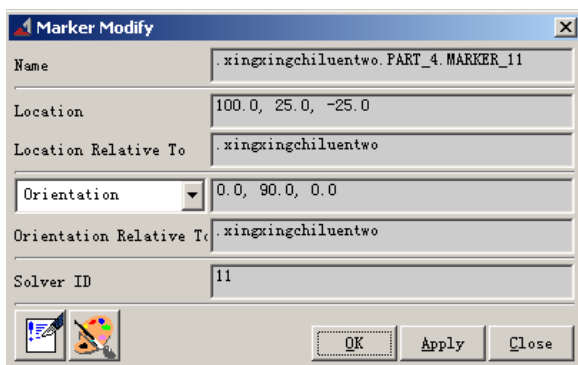 Marker Modify
Name .xingxingchiluentwo.PART_4.MARKER_11
Location 100.0, 25.0, -25.0
Location Relative To .xingxingchiluentwo
Orientation 0.0, 90.0, 0.0
Orientation Relative To .xingxingchiluentwo
Solver ID 11
OK Apply Close